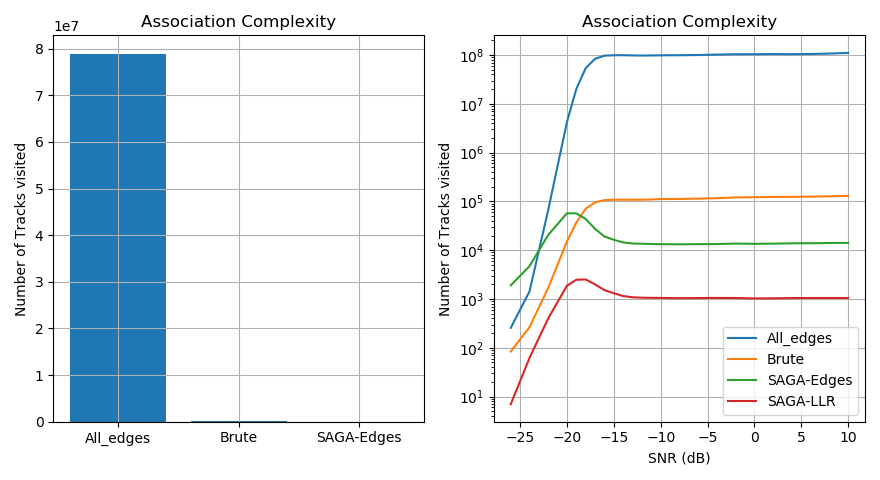 Association Complexity
1e7
Number of Tracks visited
8
7
6
5
4
3
2
1
0
All_edges
Brute
SAGA-Edges
Association Complexity
Number of Tracks visited
10^8
10^7
10^6
10^5
10^4
10^3
10^2
10^1
All_edges
Brute
SAGA-Edges
SAGA-LLR
−25 −20 −15 −10 −5 0 5 10
SNR (dB)